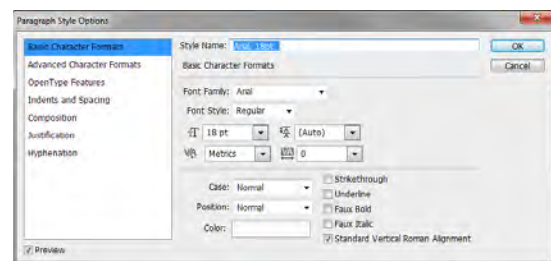 Paragraph Style Options
Basic Character Formats
Advanced Character Formats
OpenType Features
Indents and Spacing
Composition
Justification
Hyphenation
Preview
Style Name: Arial, 18pt
Basic Character Formats
Font Family: Arial
Font Style: Regular
18 pt (Auto)
Metrics 0
Case: Normal
Position: Normal
Color:
Strikethrough
Underline
Faux Bold
Faux Italic
Standard Vertical Roman Alignment
OK
Cancel